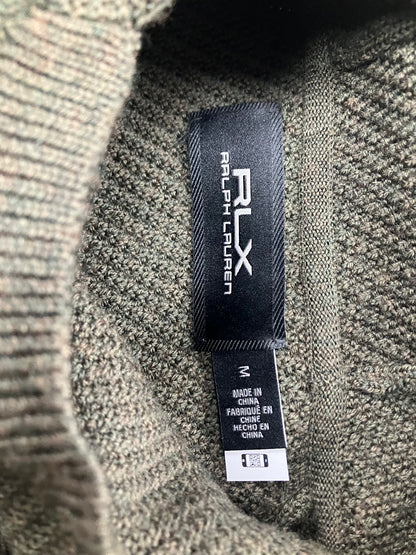 RLX
RALPH LAUREN
M
MADE IN
CHINA
FABRIQUÉ EN
CHINE
HECHO EN
CHINA